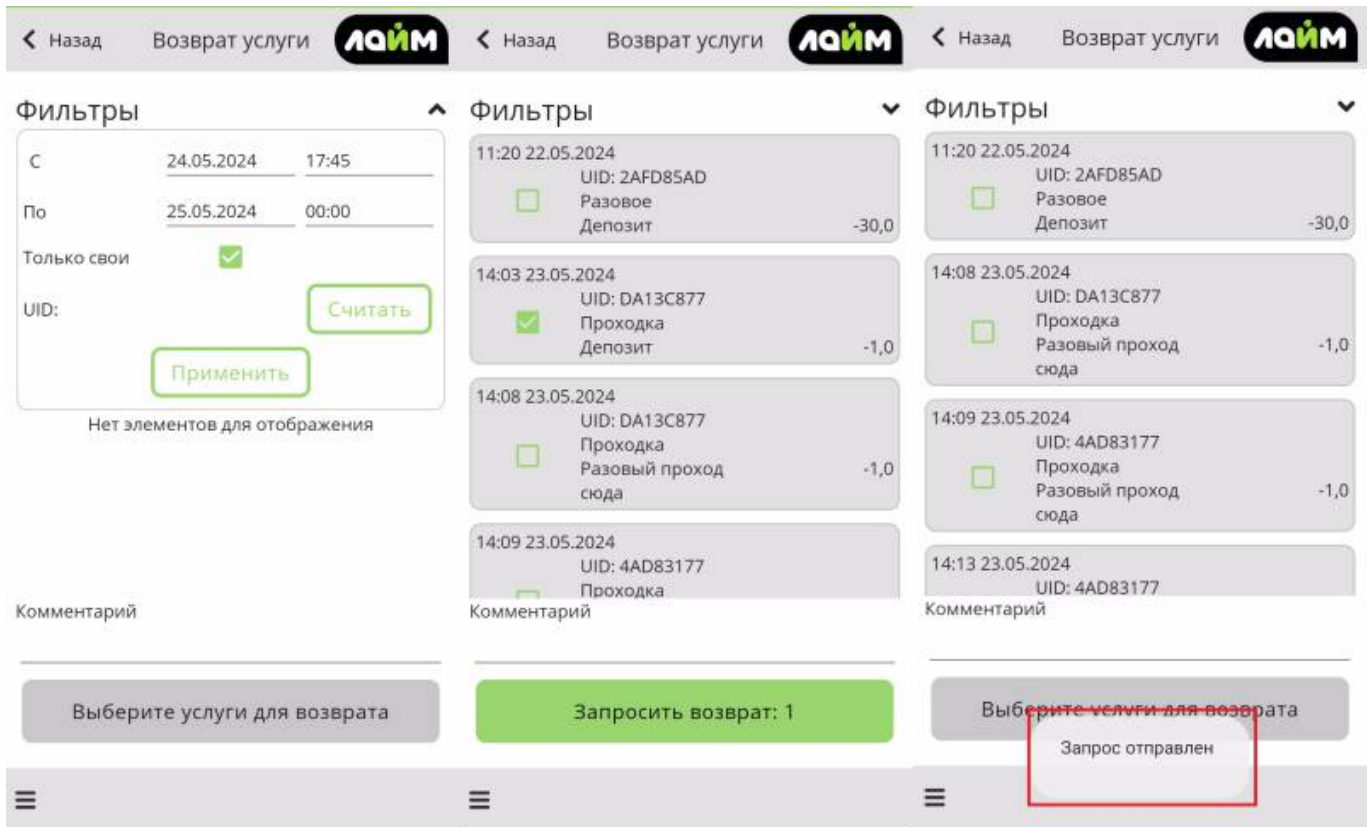 Назад Возврат услуги лайм
Фильтры
С 24.05.2024 17:45
По 25.05.2024 00:00
Только свои
UID: Считать
Применить
Нет элементов для отображения
Комментарий
Выберите услуги для возврата
Назад Возврат услуги лайм
Фильтры
11:20 22.05.2024
UID: 2AFD85AD
Разовое
Депозит -30,0
14:03 23.05.2024
UID: DA13C877
Проходка
Депозит -1,0
14:08 23.05.2024
UID: DA13C877
Проходка
Разовый проход -1,0
сюда
14:09 23.05.2024
UID: 4AD83177
Проходка
Комментарий
Запросить возврат: 1
Назад Возврат услуги лайм
Фильтры
11:20 22.05.2024
UID: 2AFD85AD
Разовое
Депозит -30,0
14:08 23.05.2024
UID: DA13C877
Проходка
Разовый проход -1,0
сюда
14:09 23.05.2024
UID: 4AD83177
Проходка
Разовый проход -1,0
сюда
14:13 23.05.2024
UID: 4AD83177
Комментарий
Выберите услуги для возврата
Запрос отправлен